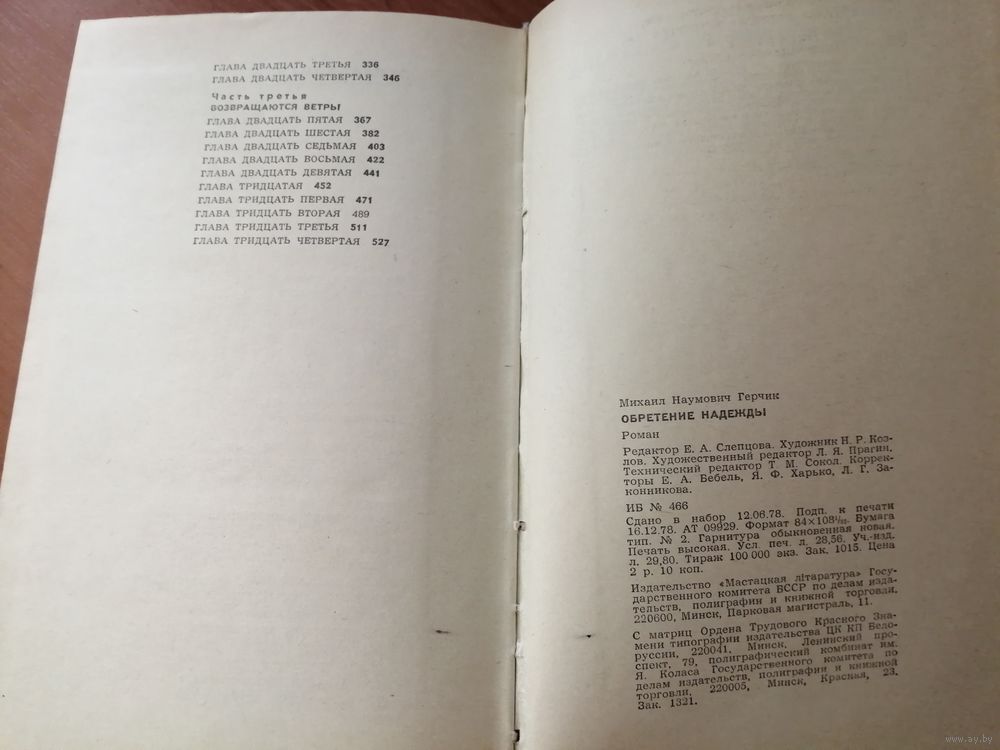 ГЛАВА ДВАДЦАТЬ ТРЕТЬЯ 336
ГЛАВА ДВАДЦАТЬ ЧЕТВЕРТАЯ 346
Часть третья
ВОЗВРАЩАЮТСЯ ВЕТРЫ
ГЛАВА ДВАДЦАТЬ ПЯТАЯ 367
ГЛАВА ДВАДЦАТЬ ШЕСТАЯ 382
ГЛАВА ДВАДЦАТЬ СЕДЬМАЯ 403
ГЛАВА ДВАДЦАТЬ ВОСЬМАЯ 422
ГЛАВА ДВАДЦАТЬ ДЕВЯТАЯ 441
ГЛАВА ТРИДЦАТАЯ 452
ГЛАВА ТРИДЦАТЬ ПЕРВАЯ 471
ГЛАВА ТРИДЦАТЬ ВТОРАЯ 489
ГЛАВА ТРИДЦАТЬ ТРЕТЬЯ 511
ГЛАВА ТРИДЦАТЬ ЧЕТВЕРТАЯ 527
Михаил Наумович Герчик
ОБРЕТЕНИЕ НАДЕЖДЫ
Роман
Редактор Е. А. Слепцова. Художник Н. Р. Коз-
лов. Художественный редактор Л. Я. Прагин.
Технический редактор Т. М. Сокол. Коррек-
торы Е. А. Бебель, Я. Ф. Харько, Л. Г. За-
конникова.
ИБ № 466
Сдано в набор 12.06.78. Подп. к печати
16.12.78. АТ 09929. Формат 84×108¹/₃₂. Бумага
тип. № 2. Гарнитура обыкновенная новая.
Печать высокая. Усл. печ. л. 28,56. Уч.-изд.
л. 29,80. Тираж 100 000 экз. Зак. 1015. Цена
2 р. 10 коп.
Издательство «Мастацкая літаратура» Госу-
дарственного комитета БССР по делам изда-
тельств, полиграфии и книжной торговли.
220600, Минск, Парковая магистраль, 11.
С матриц Ордена Трудового Красного Зна-
мени типографии издательства ЦК КП Бело-
руссии, 220041, Минск, Ленинский про-
спект, 79, полиграфический комбинат им.
Я. Коласа Государственного комитета по
делам издательств, полиграфии и книжной
торговли, 220005, Минск, Красная, 23.
Зак. 1321.
www.ay.by